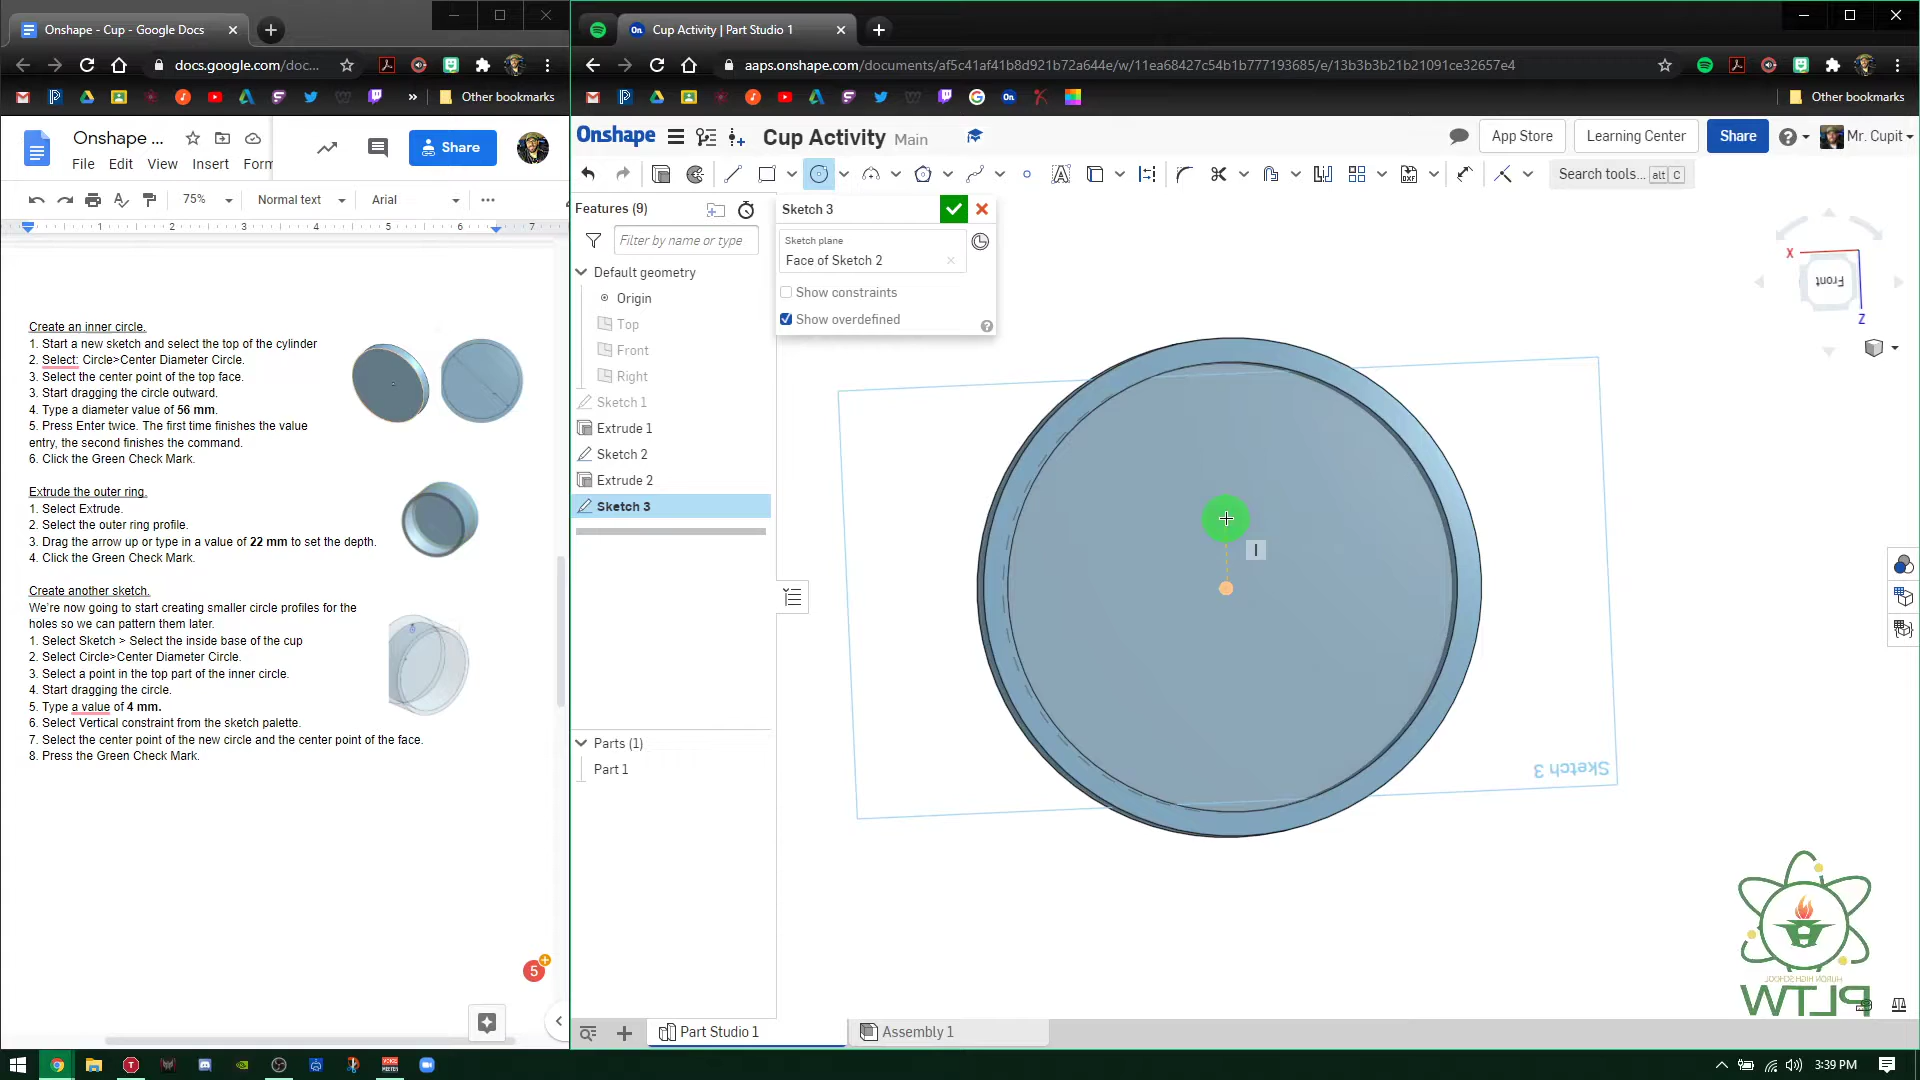 Onshape - Cup - Google Docs
docs.google.com/doc...
Other bookmarks
Onshape ...
Share
File Edit View Insert Form
75% Normal text Arial
1 2 3 4 5 6 7
Create an inner circle.
1. Start a new sketch and select the top of the cylinder
2. Select: Circle>Center Diameter Circle.
3. Select the center point of the top face.
3. Start dragging the circle outward.
4. Type a diameter value of 56 mm.
5. Press Enter twice. The first time finishes the value
entry, the second finishes the command.
6. Click the Green Check Mark.
Extrude the outer ring.
1. Select Extrude.
2. Select the outer ring profile.
3. Drag the arrow up or type in a value of 22 mm to set the depth.
4. Click the Green Check Mark.
Create another sketch.
We're now going to start creating smaller circle profiles for the
holes so we can pattern them later.
1. Select Sketch > Select the inside base of the cup
2. Select Circle>Center Diameter Circle.
3. Select a point in the top part of the inner circle.
4. Start dragging the circle.
5. Type a value of 4 mm.
6. Select Vertical constraint from the sketch palette.
7. Select the center point of the new circle and the center point of the face.
8. Press the Green Check Mark.
5
Cup Activity | Part Studio 1
aaps.onshape.com/documents/af5c41af41b8d921b72a644e/w/11ea68427c54b1b777193685/e/13b3b3b21b21091ce32657e4
Other bookmarks
Onshape Cup Activity Main
App Store Learning Center Share Mr. Cupit
Search tools... alt C
Features (9)
Filter by name or type
Default geometry
Origin
Top
Front
Right
Sketch 1
Extrude 1
Sketch 2
Extrude 2
Sketch 3
Parts (1)
Part 1
Sketch 3
Sketch plane
Face of Sketch 2
Show constraints
Show overdefined
X
Front
Z
Sketch 3
HURON HIGH SCHOOL
PLTW
Part Studio 1
Assembly 1
3:39 PM